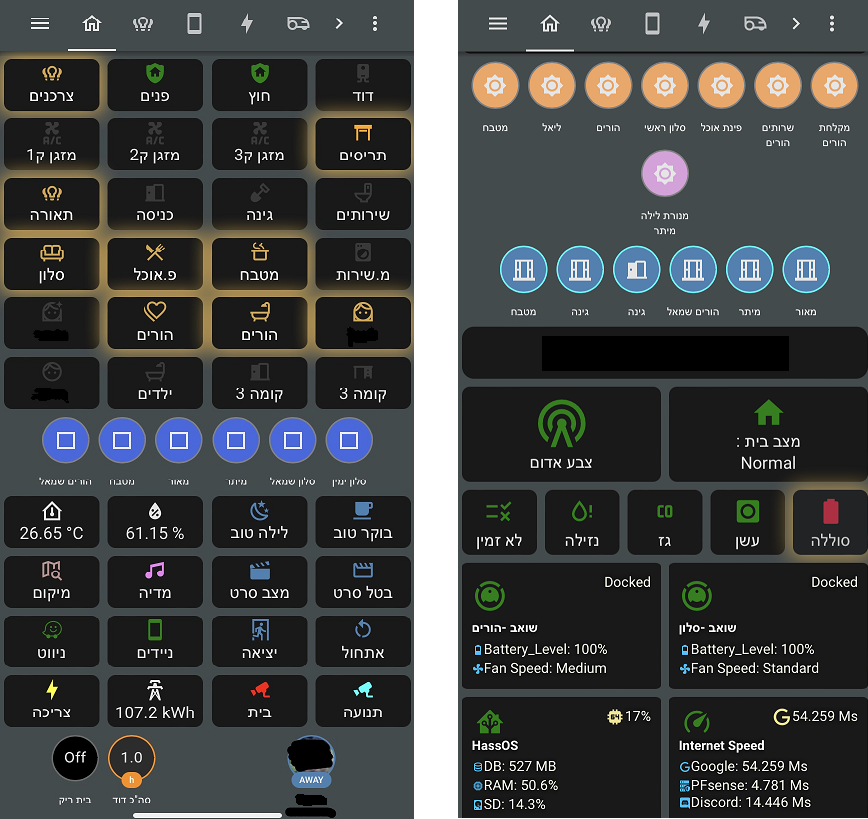 צרכנים
פנים
חוץ
דוד
A/C
מזגן ק1
A/C
מזגן ק2
A/C
מזגן ק3
תריסים
תאורה
כניסה
גינה
שירותים
סלון
פ.אוכל
מטבח
מ.שירות
הורים
הורים
ילדים
קומה 3
קומה 3
הורים שמאל
מטבח
מאור
מיתר
סלון שמאל
סלון ימין
26.65 °C
61.15 %
לילה טוב
בוקר טוב
מיקום
מדיה
מצב סרט
בטל סרט
ניווט
ניידים
יציאה
אתחול
צריכה
107.2 kWh
בית
תנועה
Off
1.0
h
AWAY
בית ריק
סה"כ דוד
מטבח
ליאל
הורים
סלון ראשי
פינת אוכל
שרותים
הורים
מקלחת
הורים
מנורת לילה
מיתר
מטבח
גינה
גינה
הורים שמאל
מיתר
מאור
צבע אדום
מצב בית :
Normal
לא זמין
נזילה
CO
גז
עשן
סוללה
Docked
שואב -הורים
Battery_Level: 100%
Fan Speed: Medium
Docked
שואב -סלון
Battery_Level: 100%
Fan Speed: Standard
64
17%
HassOS
DB: 527 MB
RAM: 50.6%
SD: 14.3%
54.259 Ms
Internet Speed
Google: 54.259 Ms
PFsense: 4.781 Ms
Discord: 14.446 Ms